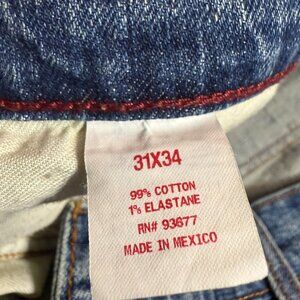 31X34
99% COTTON
1% ELASTANE
RN# 93677
MADE IN MEXICO